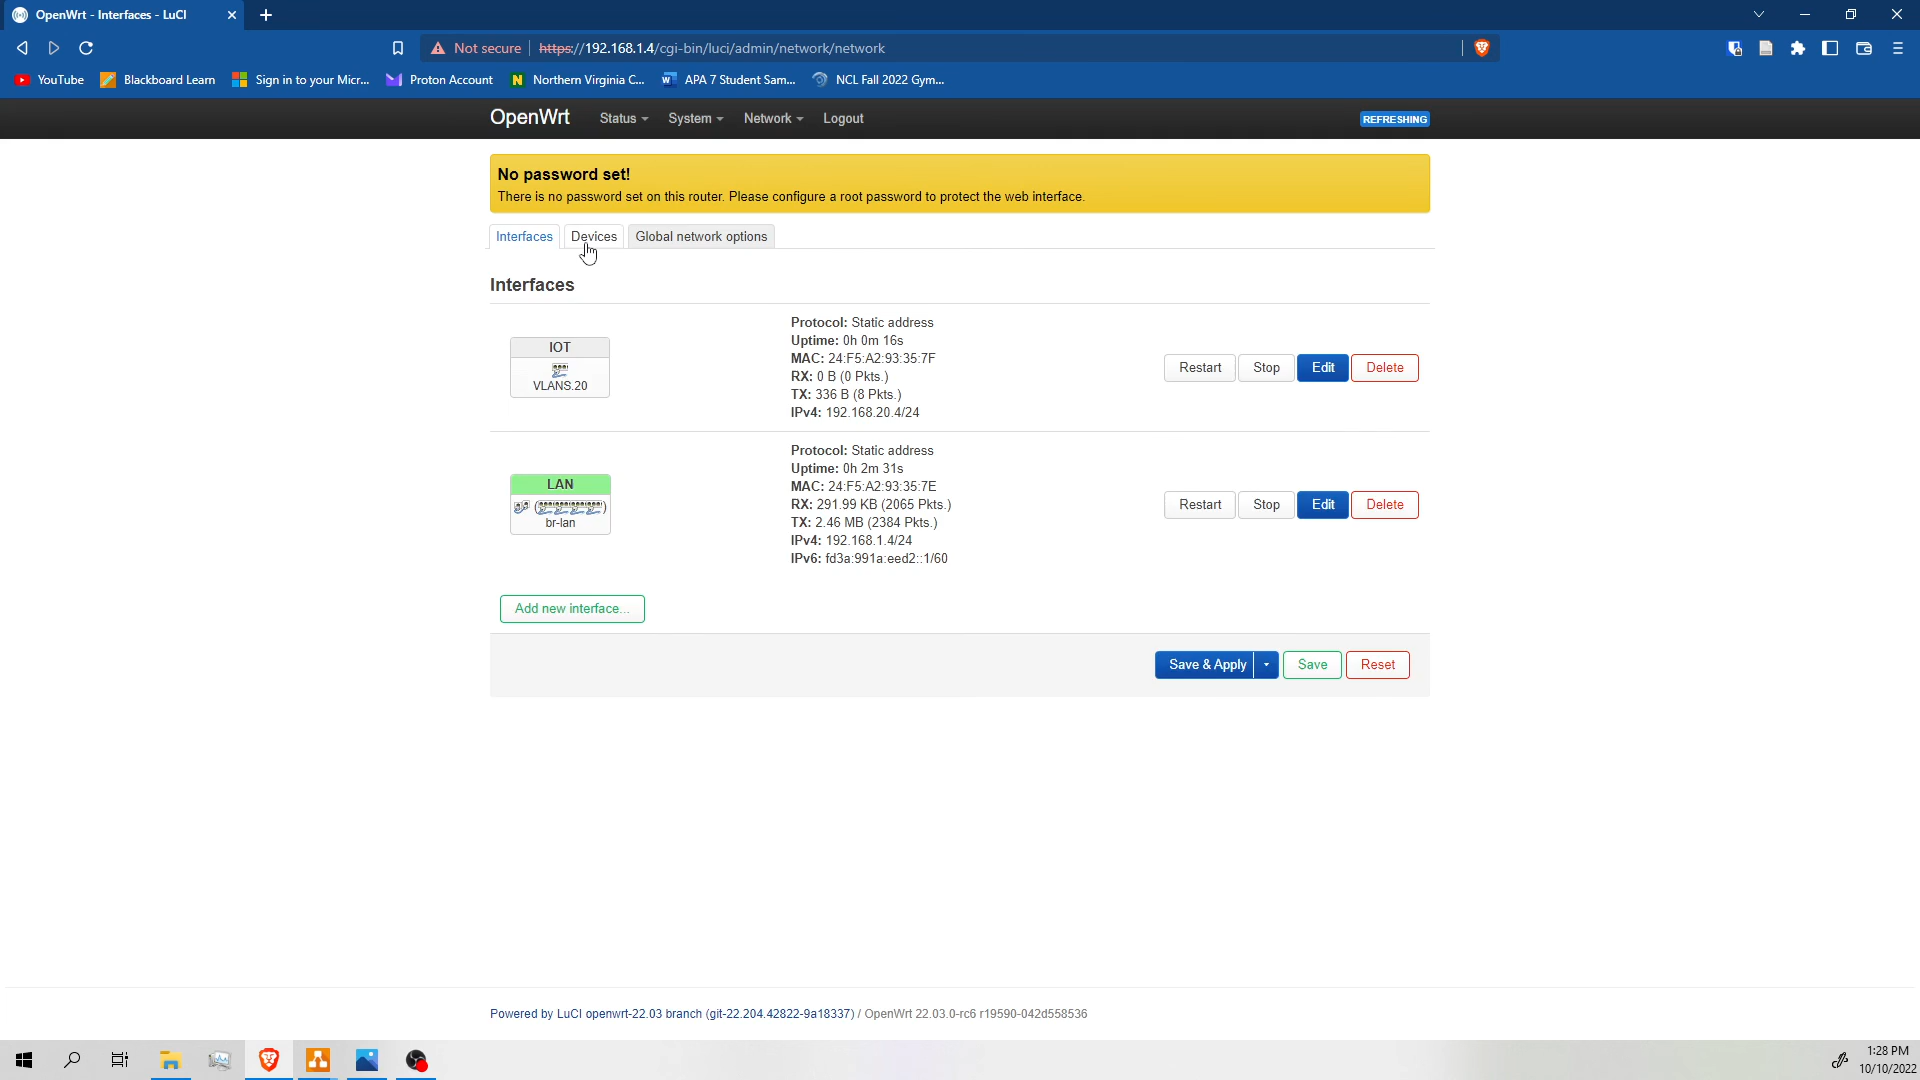 OpenWrt - Interfaces - LuCI
Not secure https://192.168.1.4/cgi-bin/luci/admin/network/network
YouTube Blackboard Learn Sign in to your Micr... Proton Account Northern Virginia C... APA 7 Student Sam... NCL Fall 2022 Gym...
OpenWrt Status System Network Logout REFRESHING
No password set!
There is no password set on this router. Please configure a root password to protect the web interface.
Interfaces Devices Global network options
Interfaces
IOT
VLANS.20
Protocol: Static address
Uptime: 0h 0m 16s
MAC: 24:F5:A2:93:35:7F
RX: 0 B (0 Pkts.)
TX: 336 B (8 Pkts.)
IPv4: 192.168.20.4/24
Restart Stop Edit Delete
LAN
br-lan
Protocol: Static address
Uptime: 0h 2m 31s
MAC: 24:F5:A2:93:35:7E
RX: 291.99 KB (2065 Pkts.)
TX: 2.46 MB (2384 Pkts.)
IPv4: 192.168.1.4/24
IPv6: fd3a:991a:eed2::1/60
Restart Stop Edit Delete
Add new interface...
Save & Apply Save Reset
Powered by LuCI openwrt-22.03 branch (git-22.204.42822-9a18337) / OpenWrt 22.03.0-rc6 r19590-042d558536
1:28 PM
10/10/2022